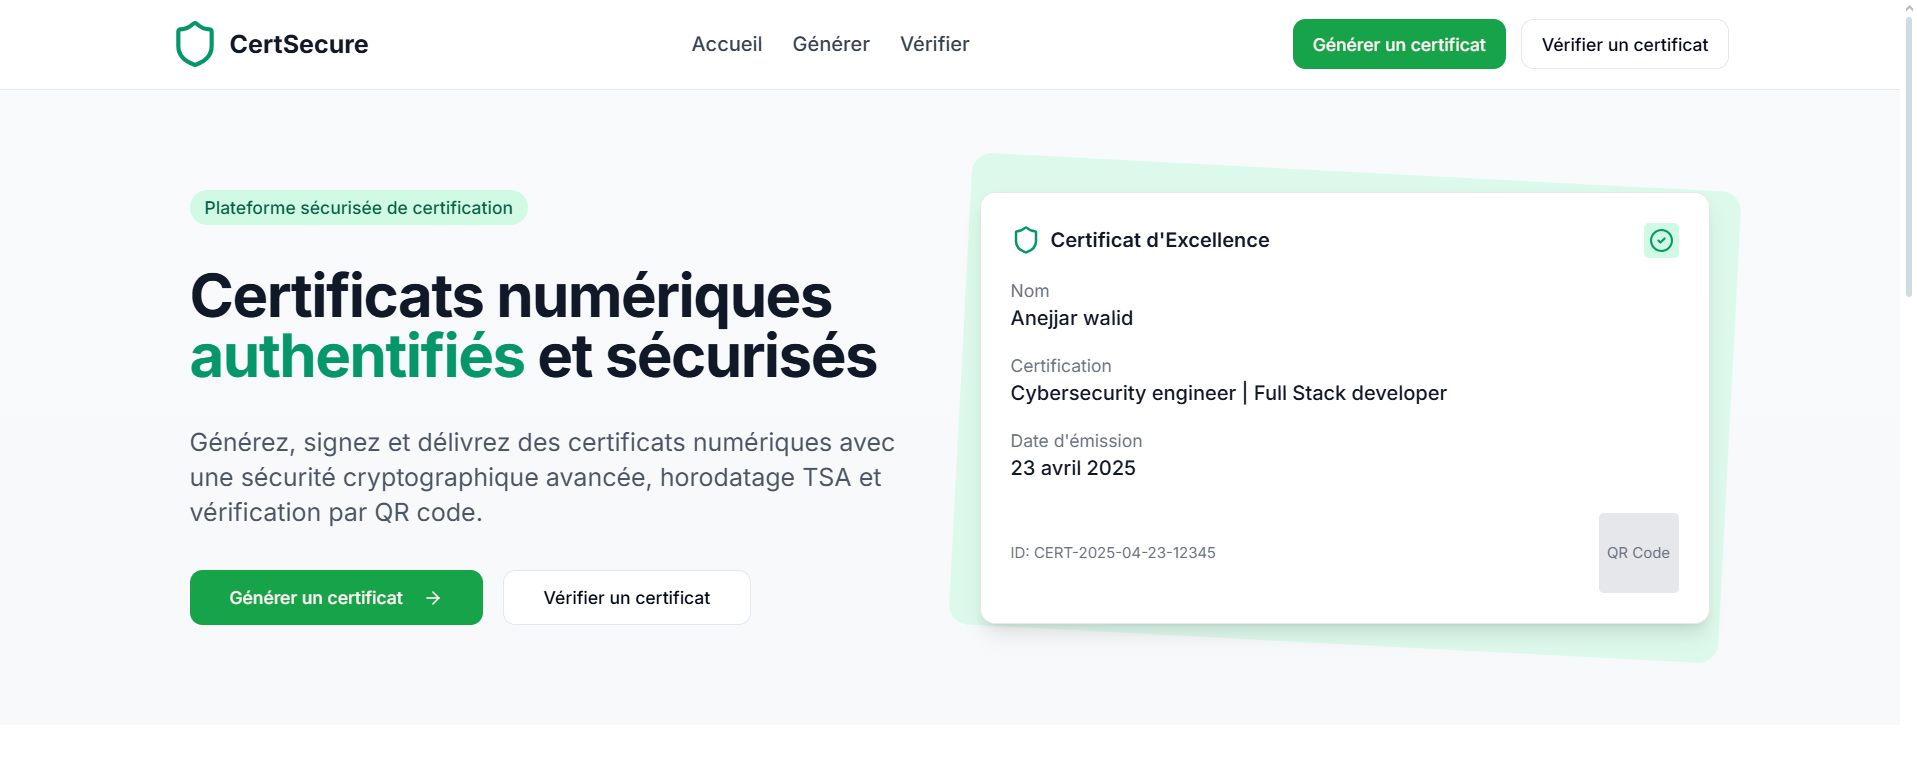 CertSecure
Accueil Générer Vérifier
Générer un certificat Vérifier un certificat
Plateforme sécurisée de certification
Certificats numériques
authentifiés et sécurisés
Générez, signez et délivrez des certificats numériques avec
une sécurité cryptographique avancée, horodatage TSA et
vérification par QR code.
Générer un certificat Vérifier un certificat
Certificat d'Excellence
Nom
Anejjar walid
Certification
Cybersecurity engineer | Full Stack developer
Date d'émission
23 avril 2025
ID: CERT-2025-04-23-12345
QR Code